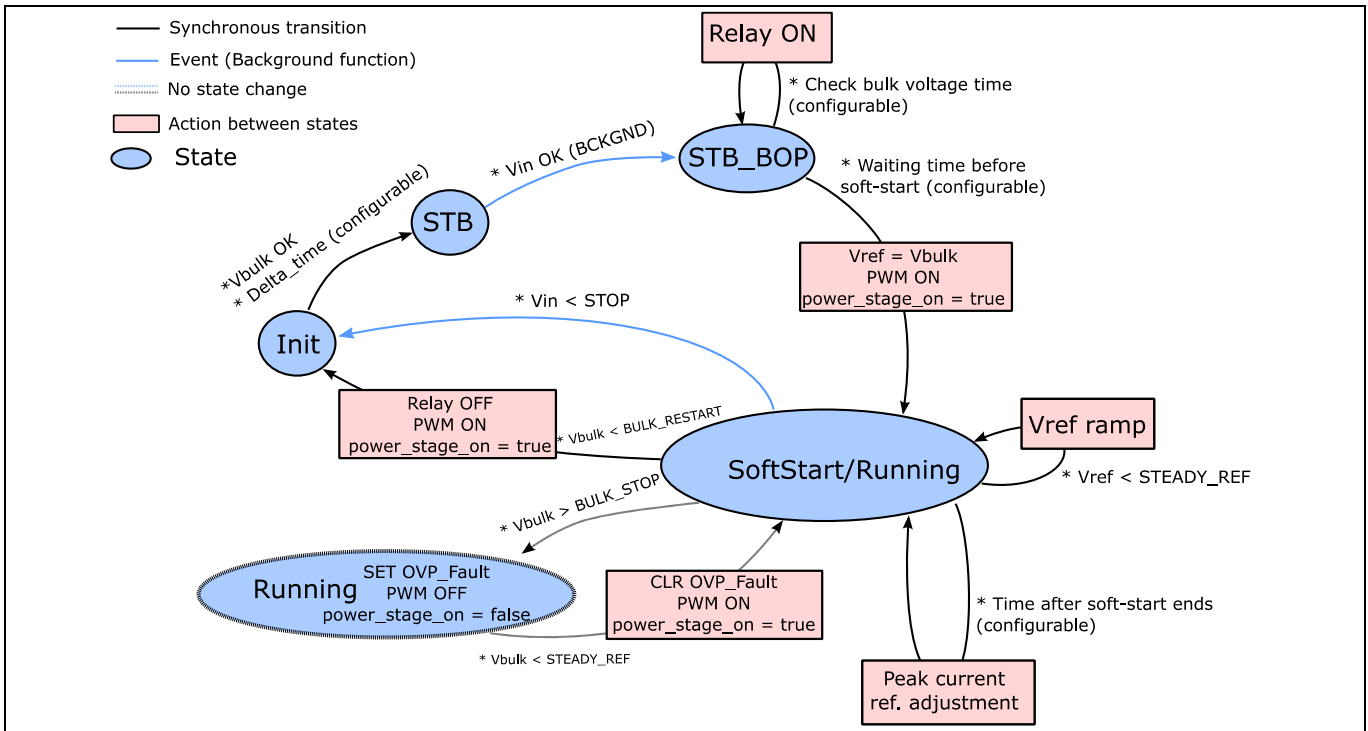 Synchronous transition
Event (Background function)
No state change
Action between states
State
Relay ON
* Check bulk voltage time
(configurable)
STB_BOP
* Vin OK (BCKGND)
STB
* Waiting time before
soft-start (configurable)
*Vbulk OK
* Delta_time (configurable)
Vref = Vbulk
PWM ON
power_stage_on = true
* Vin < STOP
Init
Relay OFF
PWM ON
power_stage_on = true
* Vbulk < BULK_RESTART
Vref ramp
SoftStart/Running
* Vref < STEADY_REF
* Vbulk > BULK_STOP
Running
SET OVP_Fault
PWM OFF
power_stage_on = false
CLR OVP_Fault
PWM ON
power_stage_on = true
* Time after soft-start ends
(configurable)
* Vbulk < STEADY_REF
Peak current
ref. adjustment